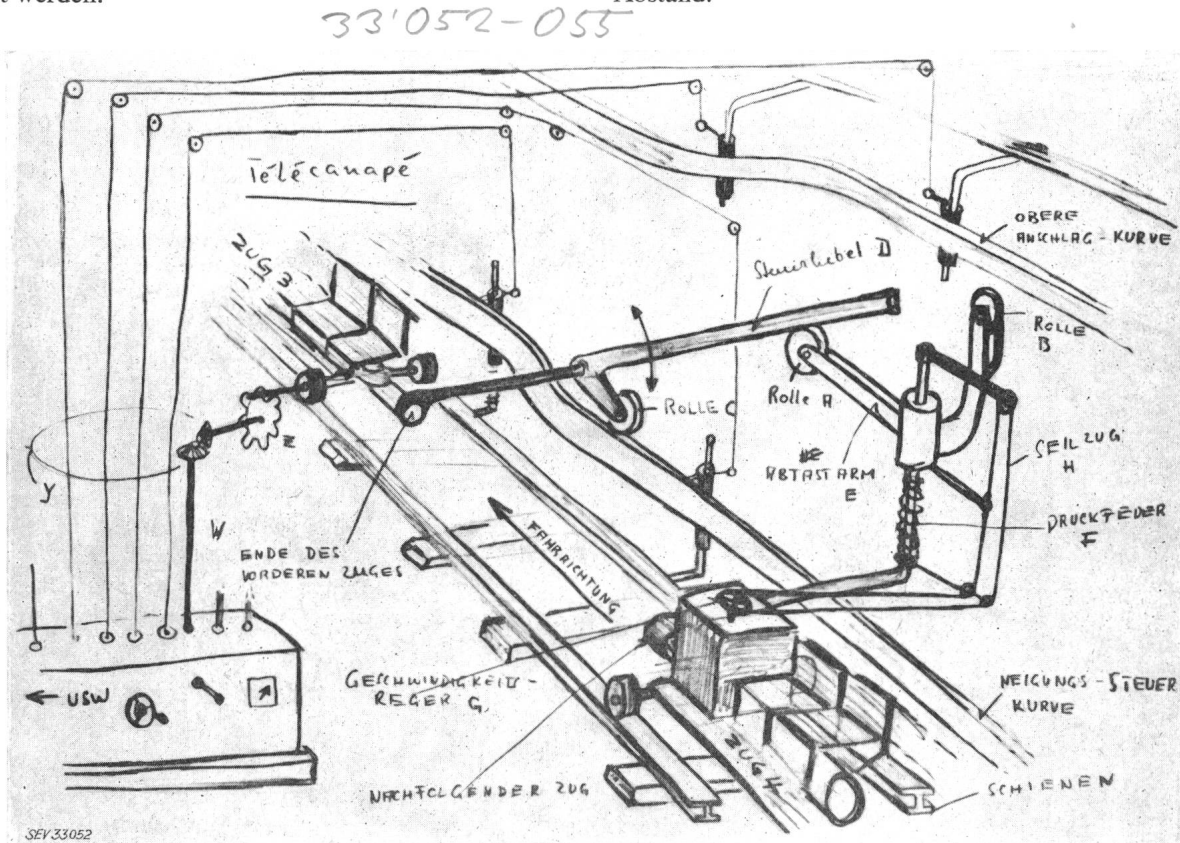 t werden.
Abstand.
33'052-055
Télécanapé
ZUG 3
OBERE
ANSCHLAG-KURVE
Steuerhebel D
ROLLE
B
Rolle A
ROLLE C
ABTASTARM
E
SEILZUG
H
DRUCKFEDER
F
Z
Y
W
ENDE DES
VORDEREN ZUGES
FAHRRICHTUNG
GESCHWINDIGKEITS-
REGER G.
NEIGUNGS-STEUER
KURVE
← USW
NACHFOLGENDER ZUG
ZUG 4
SCHIENEN
SEV 33052